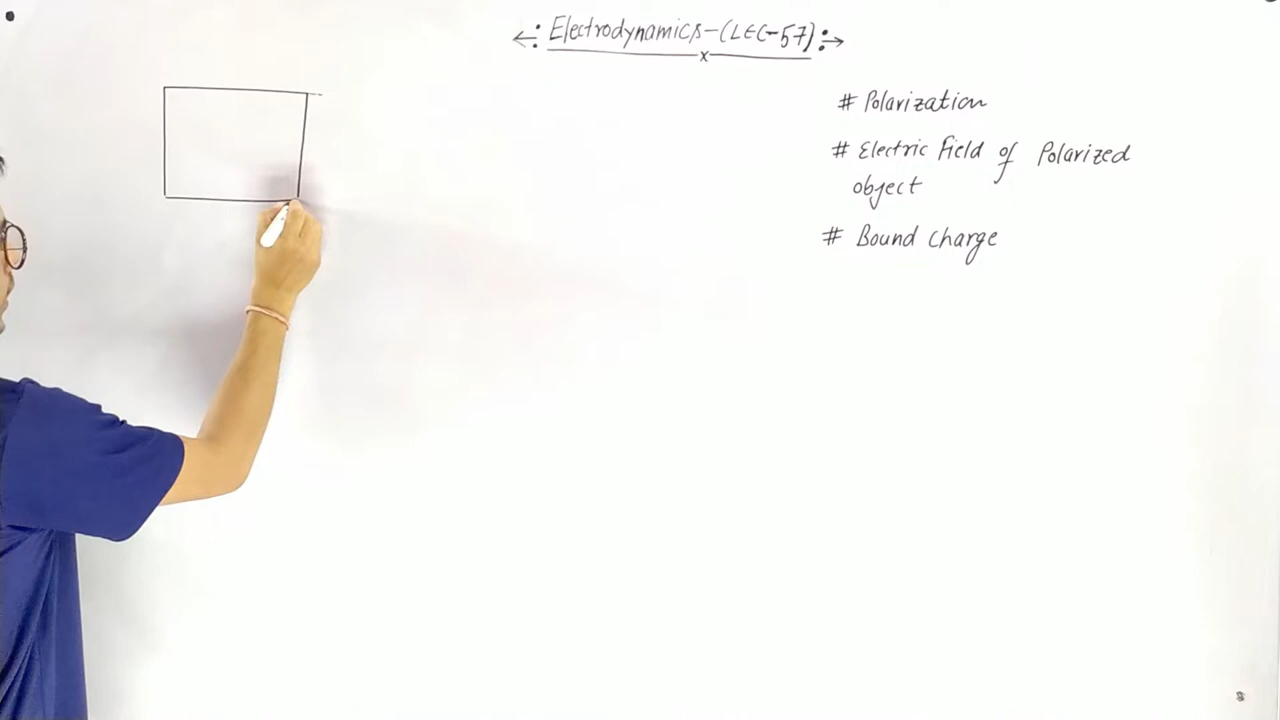 ←: Electrodynamics-(LEC-57) :→
x
# Polarization
# Electric Field of Polarized
object
# Bound charge